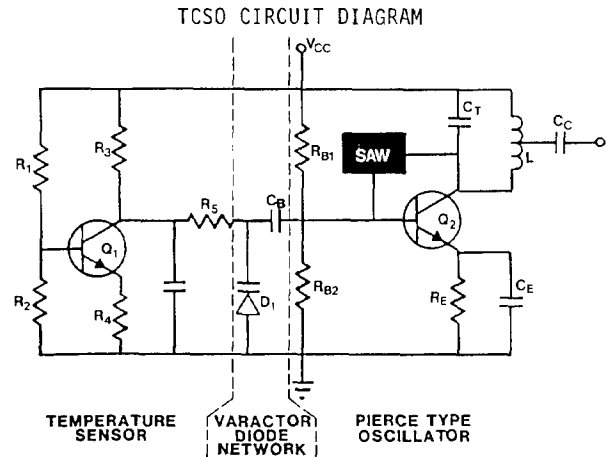 TCSO CIRCUIT DIAGRAM
VCC
CT
CC
R1
R3
RB1
SAW
L
R5
CB
Q1
Q2
R2
R4
D1
RB2
RE
CE
TEMPERATURE
SENSOR
VARACTOR
DIODE
NETWORK
PIERCE TYPE
OSCILLATOR